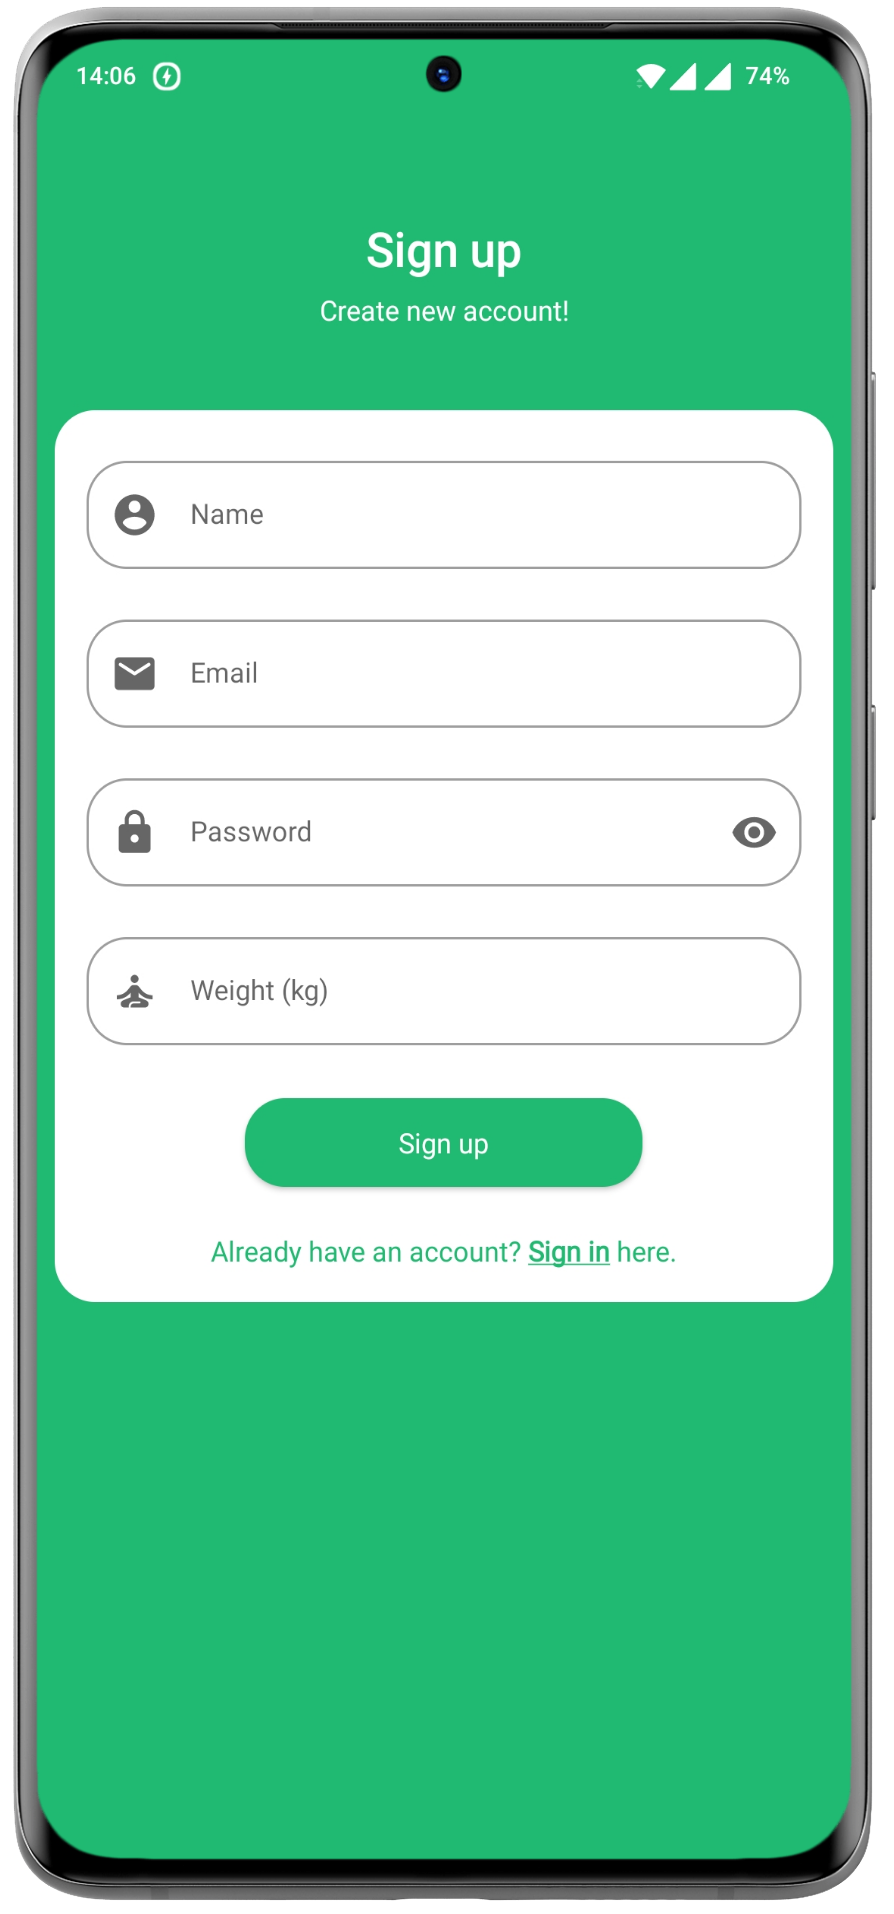 14:06 74%
Sign up
Create new account!
Name
Email
Password
Weight (kg)
Sign up
Already have an account? Sign in here.